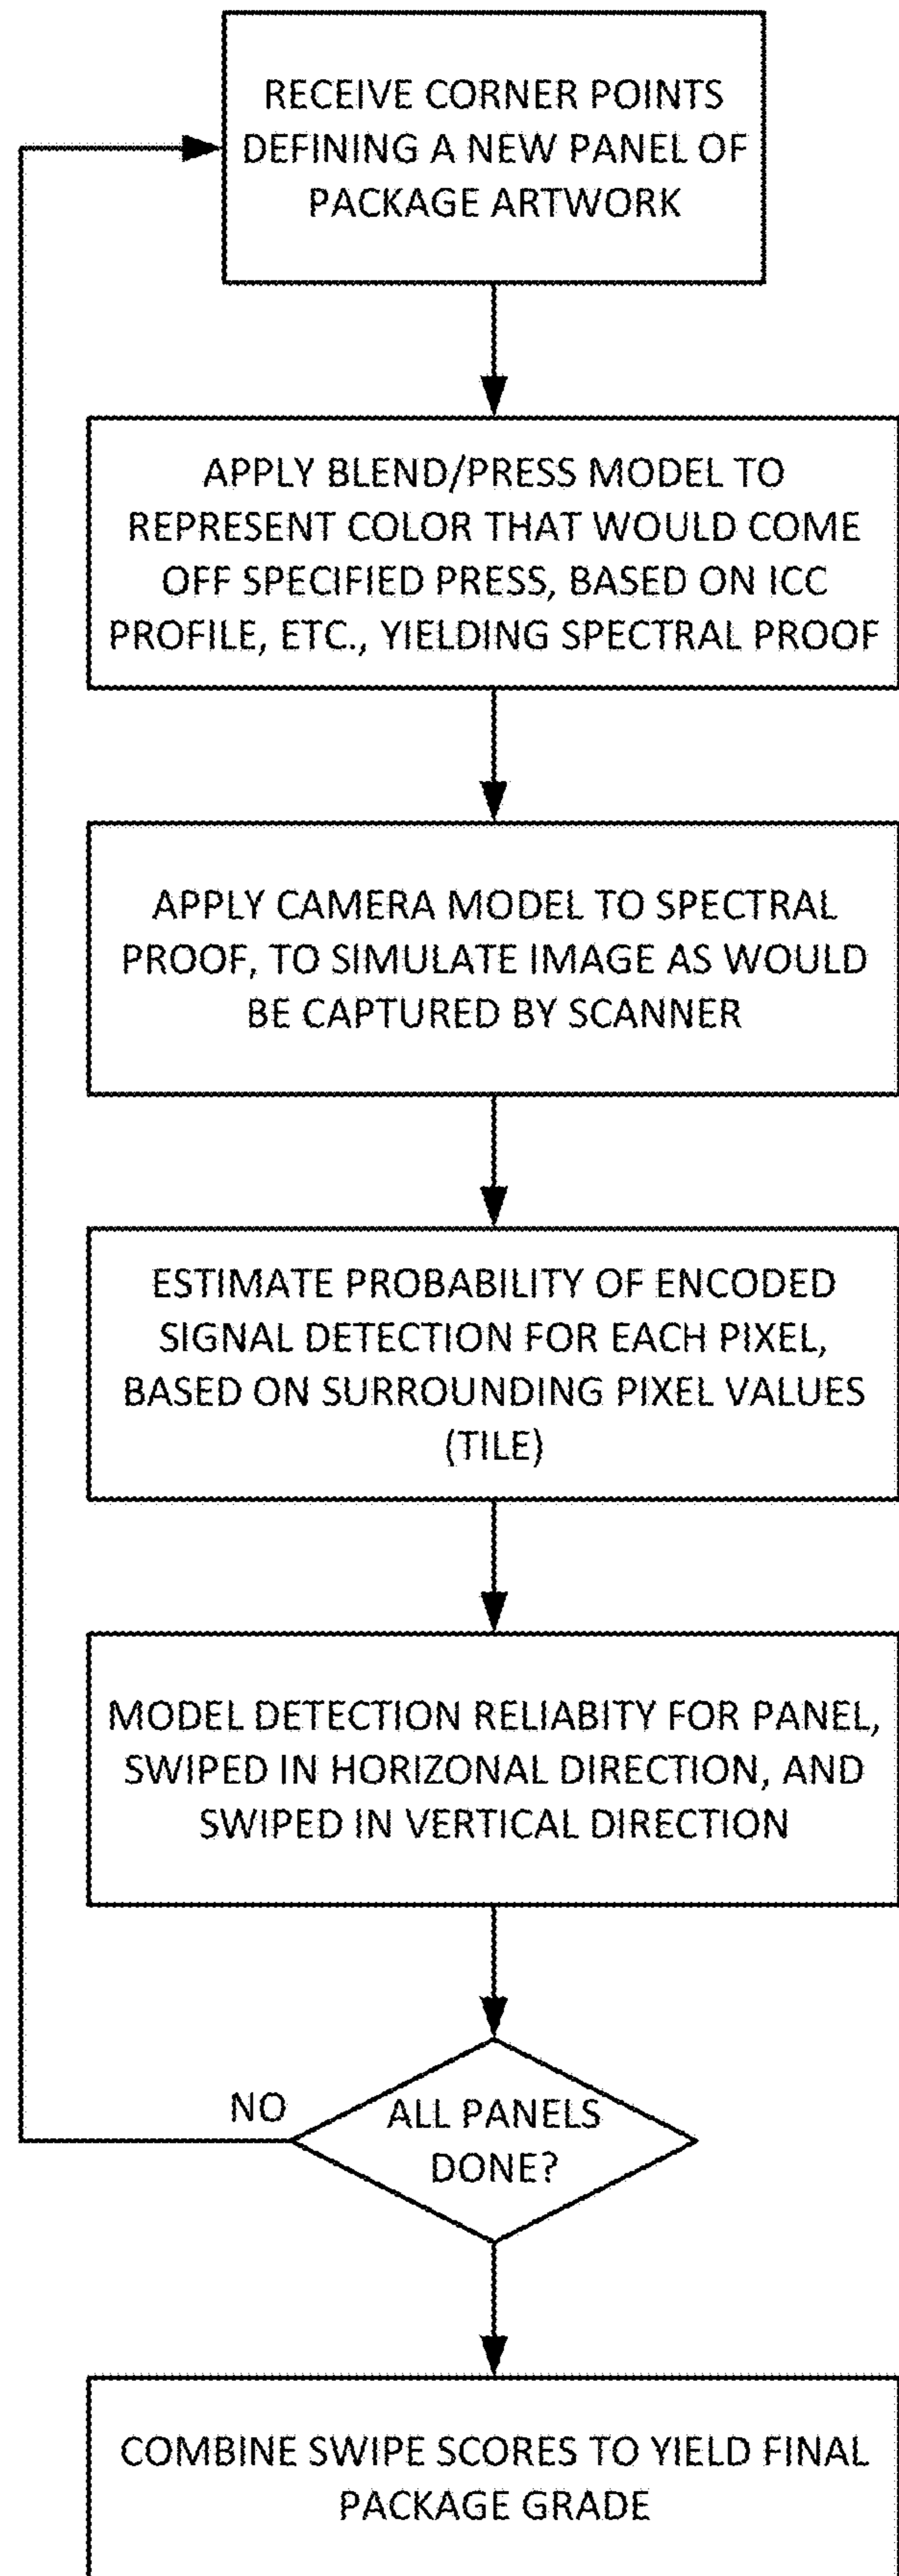 RECEIVE CORNER POINTS
DEFINING A NEW PANEL OF
PACKAGE ARTWORK
APPLY BLEND/PRESS MODEL TO
REPRESENT COLOR THAT WOULD COME
OFF SPECIFIED PRESS, BASED ON ICC
PROFILE, ETC., YIELDING SPECTRAL PROOF
APPLY CAMERA MODEL TO SPECTRAL
PROOF, TO SIMULATE IMAGE AS WOULD
BE CAPTURED BY SCANNER
ESTIMATE PROBABILITY OF ENCODED
SIGNAL DETECTION FOR EACH PIXEL,
BASED ON SURROUNDING PIXEL VALUES
(TILE)
MODEL DETECTION RELIABITY FOR PANEL,
SWIPED IN HORIZONAL DIRECTION, AND
SWIPED IN VERTICAL DIRECTION
NO
ALL PANELS
DONE?
COMBINE SWIPE SCORES TO YIELD FINAL
PACKAGE GRADE